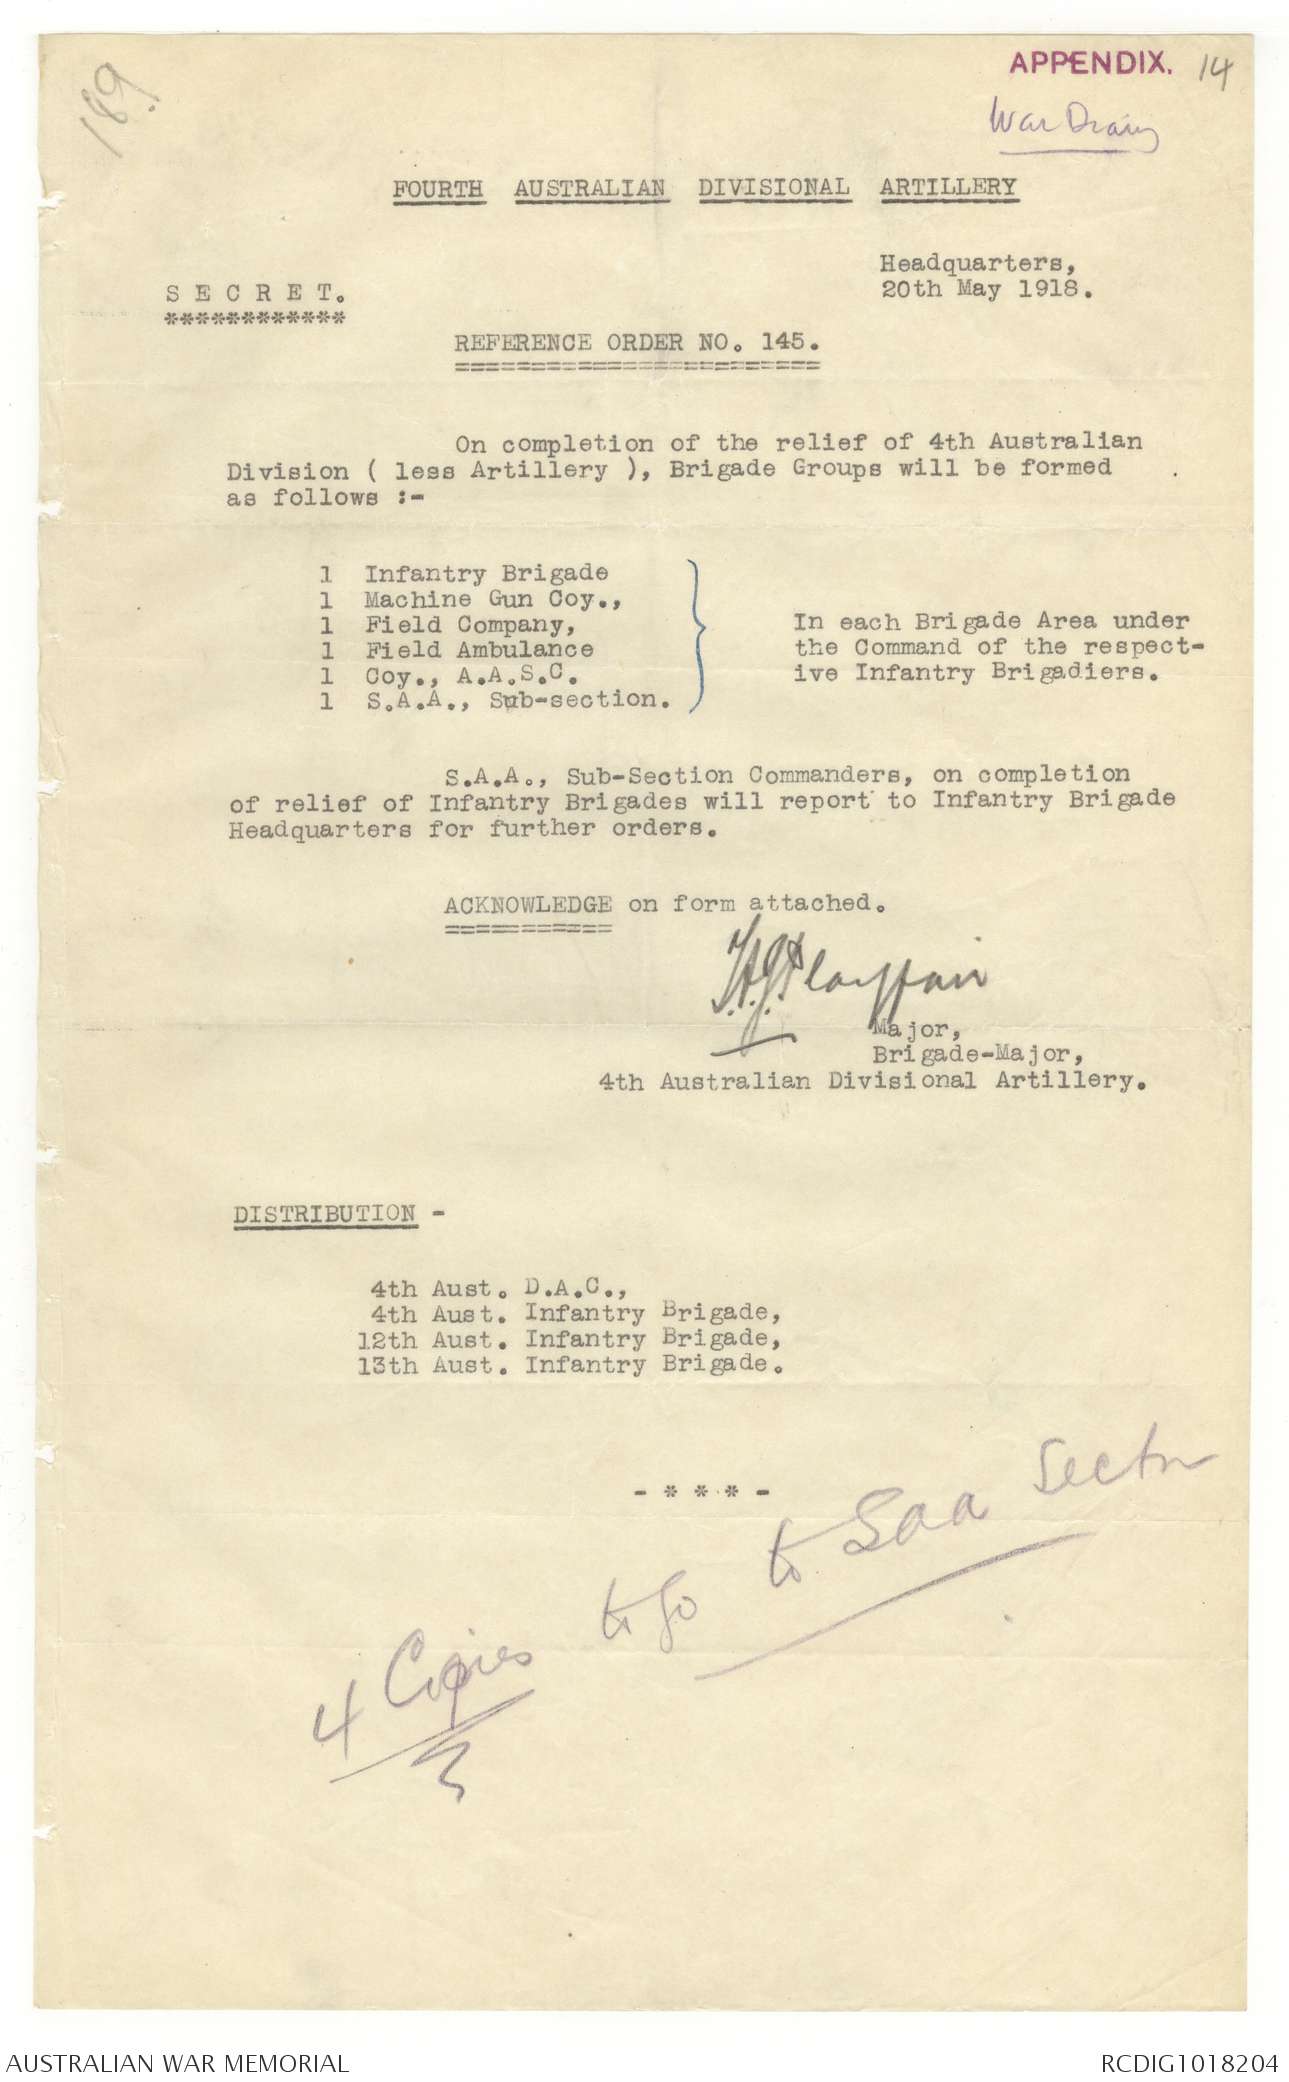 189.
APPENDIX. 14
War Diary
FOURTH AUSTRALIAN DIVISIONAL ARTILLERY
Headquarters,
20th May 1918.
S E C R E T.
************
REFERENCE ORDER NO. 145.
========================
On completion of the relief of 4th Australian
Division ( less Artillery ), Brigade Groups will be formed
as follows :-
1 Infantry Brigade
1 Machine Gun Coy.,
1 Field Company,
1 Field Ambulance
1 Coy., A.A.S.C.
1 S.A.A., Sub-section.
In each Brigade Area under
the Command of the respect-
ive Infantry Brigadiers.
S.A.A., Sub-Section Commanders, on completion
of relief of Infantry Brigades will report to Infantry Brigade
Headquarters for further orders.
ACKNOWLEDGE on form attached.
===========
T.H.J. Playfair
Major,
Brigade-Major,
4th Australian Divisional Artillery.
DISTRIBUTION -
4th Aust. D.A.C.,
4th Aust. Infantry Brigade,
12th Aust. Infantry Brigade,
13th Aust. Infantry Brigade.
- * * * -
4 Copies to go to Saa Section
3
AUSTRALIAN WAR MEMORIAL
RCDIG1018204